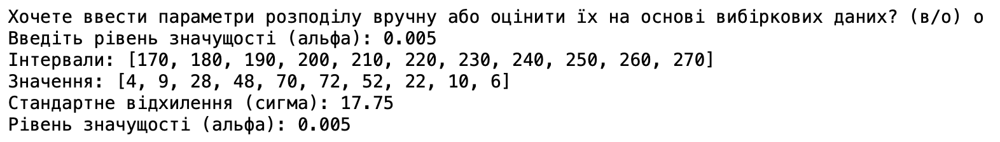 Хочете ввести параметри розподілу вручну або оцінити їх на основі вибіркових даних? (в/о) о
Введіть рівень значущості (альфа): 0.005
Інтервали: [170, 180, 190, 200, 210, 220, 230, 240, 250, 260, 270]
Значення: [4, 9, 28, 48, 70, 72, 52, 22, 10, 6]
Стандартне відхилення (сигма): 17.75
Рівень значущості (альфа): 0.005